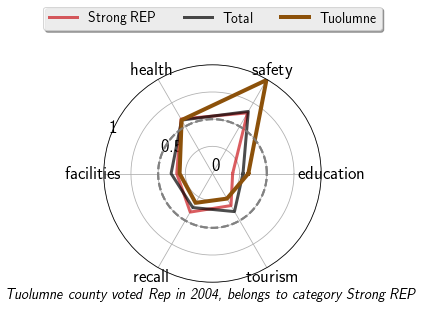 Strong REP Total Tuolumne
health safety
1
0.5
0
facilities education
recall tourism
Tuolumne county voted Rep in 2004, belongs to category Strong REP